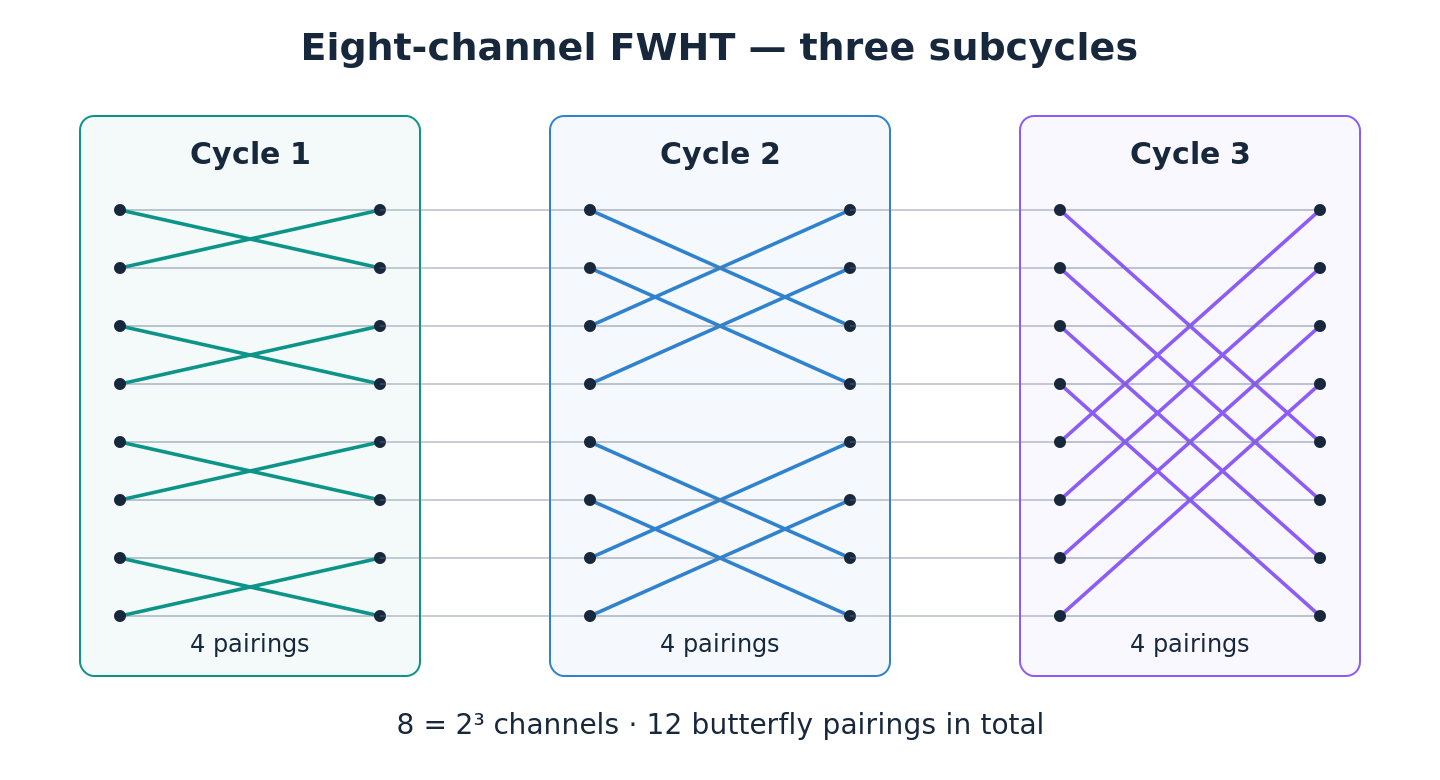 Eight-channel FWHT — three subcycles
Cycle 1
Cycle 2
Cycle 3
4 pairings
4 pairings
4 pairings
8 = 2³ channels · 12 butterfly pairings in total